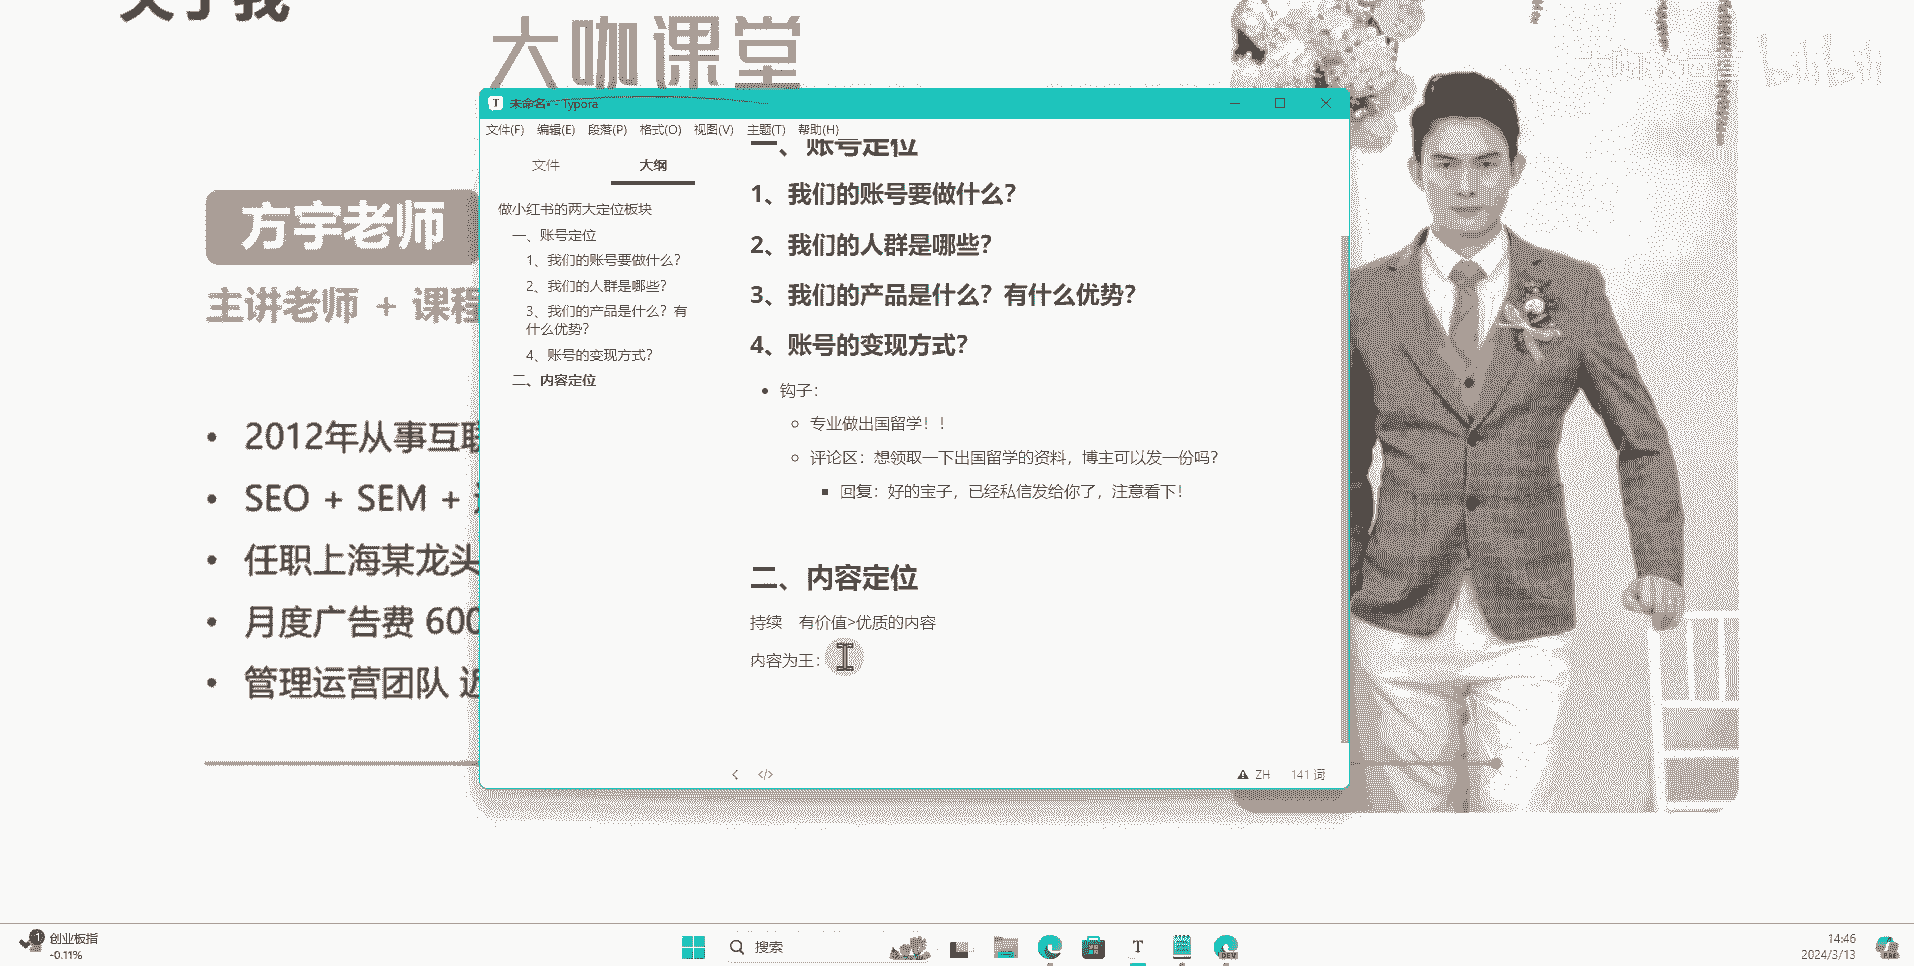 关于我
大咖课堂
bilibili
方宇老师
主讲老师 + 课程
2012年从事互联
SEO + SEM +
任职上海某龙头
月度广告费 600
管理运营团队 近
未命名• - Typora
文件(F) 编辑(E) 段落(P) 格式(O) 视图(V) 主题(T) 帮助(H)
文件 大纲
做小红书的两大定位板块
一、账号定位
1、我们的账号要做什么？
2、我们的人群是哪些？
3、我们的产品是什么？有
什么优势？
4、账号的变现方式？
二、内容定位
一、账号定位
1、我们的账号要做什么？
2、我们的人群是哪些？
3、我们的产品是什么？有什么优势？
4、账号的变现方式？
钩子：
专业做出国留学！！
评论区：想领取一下出国留学的资料，博主可以发一份吗？
回复：好的宝子，已经私信发给你了，注意看下！
二、内容定位
持续 有价值>优质的内容
内容为王：
</> ZH 141 词
1 创业板指
-0.11%
搜索
DEV
14:46
2024/3/13